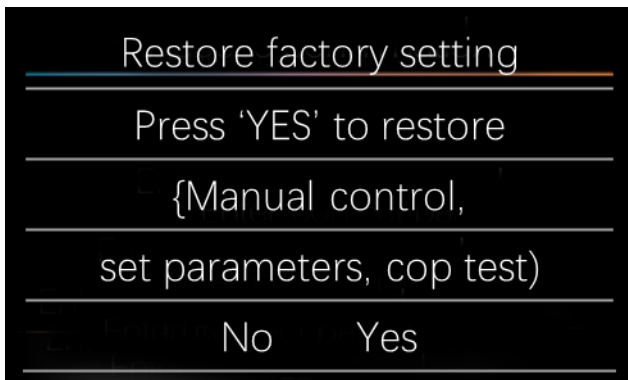 Restore factory setting
Press ‘YES’ to restore
{Manual control,
set parameters, cop test)
No Yes